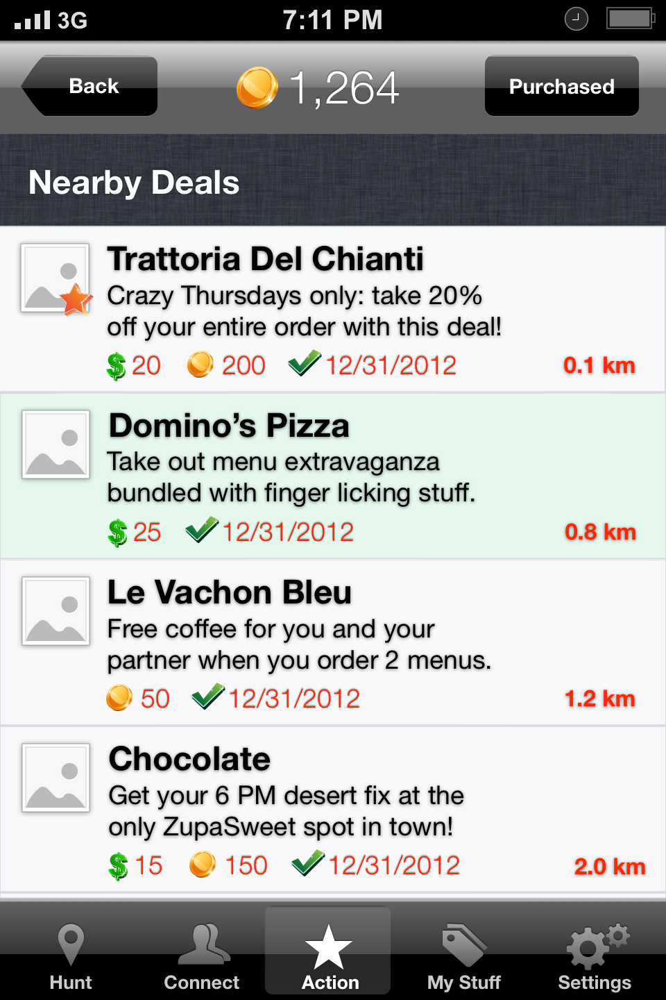 3G 7:11 PM
Back 1,264 Purchased
Nearby Deals
Trattoria Del Chianti
Crazy Thursdays only: take 20%
off your entire order with this deal!
$ 20 200 12/31/2012 0.1 km
Domino’s Pizza
Take out menu extravaganza
bundled with finger licking stuff.
$ 25 12/31/2012 0.8 km
Le Vachon Bleu
Free coffee for you and your
partner when you order 2 menus.
50 12/31/2012 1.2 km
Chocolate
Get your 6 PM desert fix at the
only ZupaSweet spot in town!
$ 15 150 12/31/2012 2.0 km
Hunt Connect Action My Stuff Settings